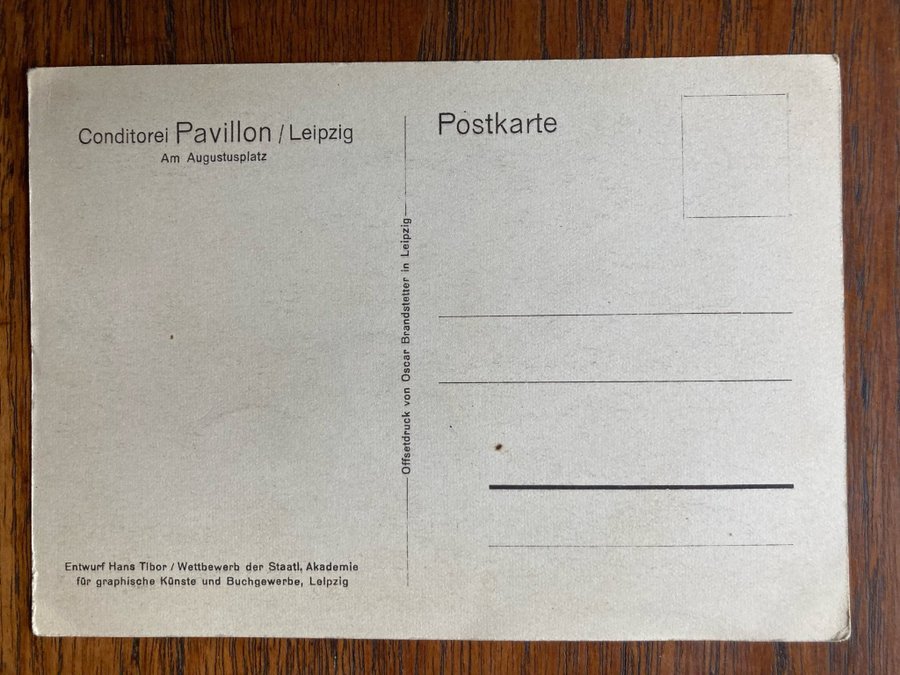 Conditorei Pavillon / Leipzig
Am Augustusplatz
Postkarte
Offsetdruck von Oscar Brandstetter in Leipzig
Entwurf Hans Tibor / Wettbewerb der Staatl. Akademie
für graphische Künste und Buchgewerbe, Leipzig